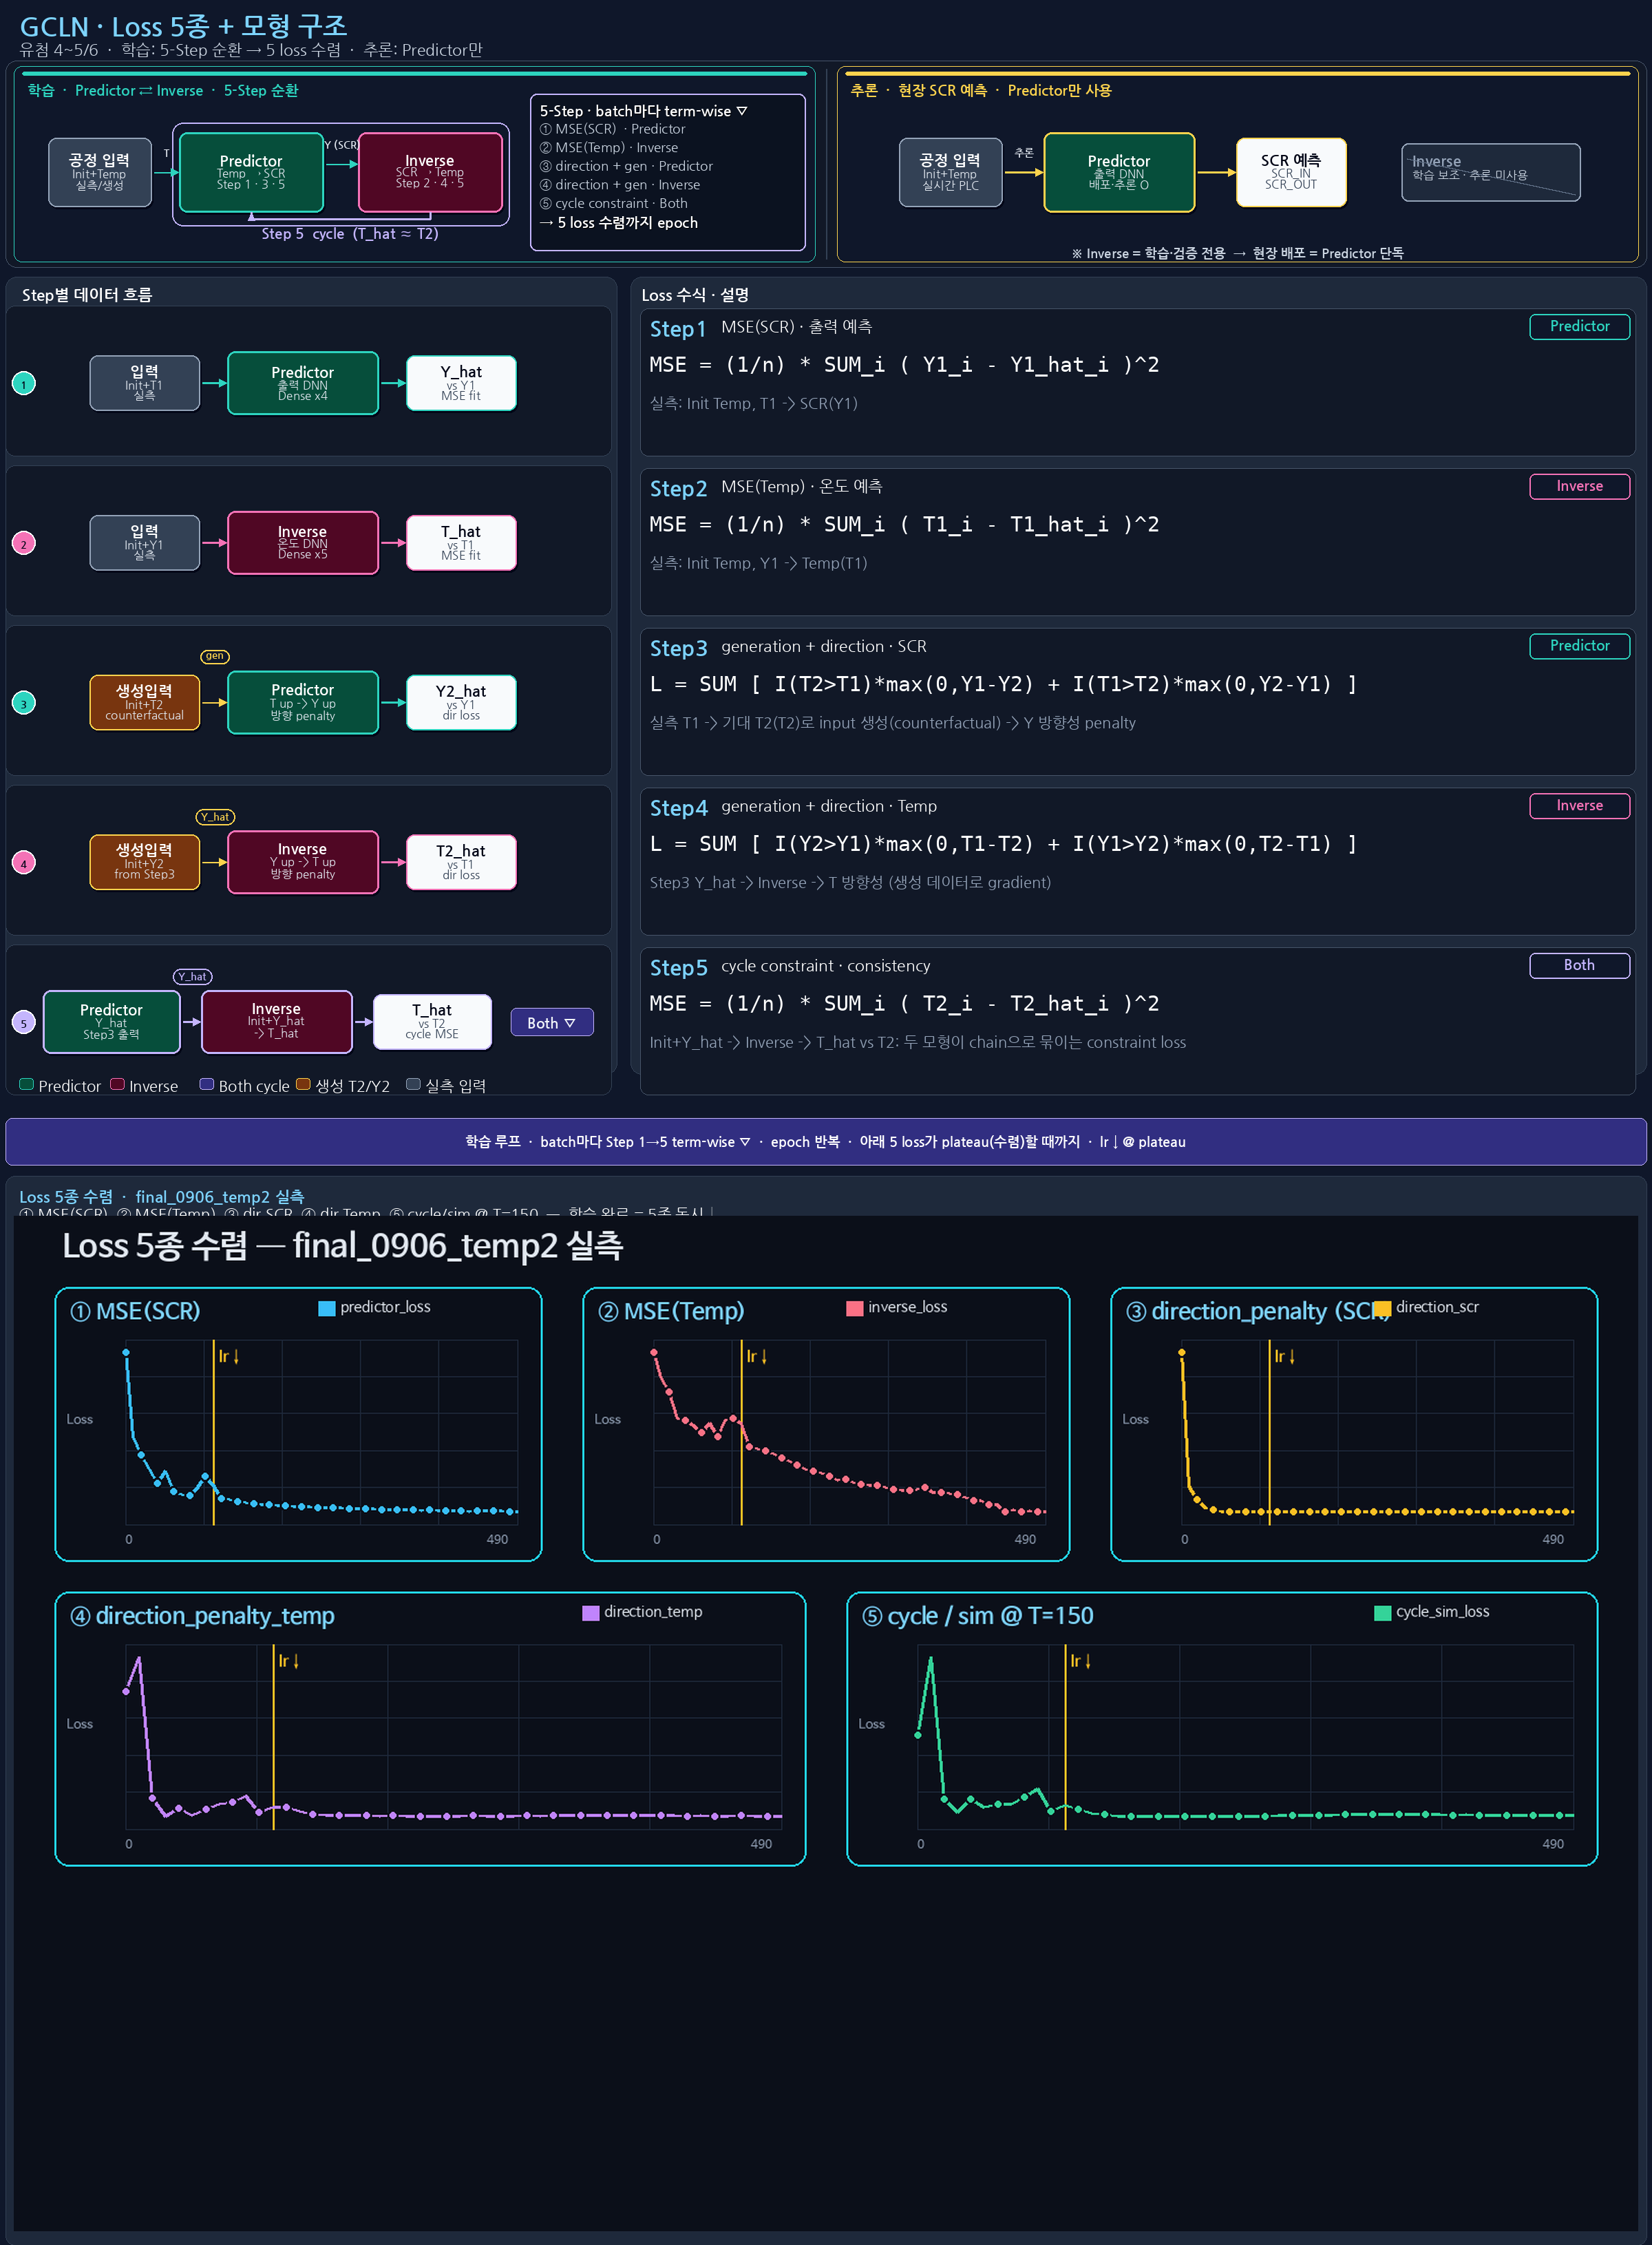 GCLN · Loss 5종 + 모형 구조
유첨 4~5/6 · 학습: 5-Step 순환 → 5 loss 수렴 · 추론: Predictor만
학습 · Predictor ⇄ Inverse · 5-Step 순환
공정 입력
Init+Temp
실측/생성
T
Predictor
Temp → SCR
Step 1 · 3 · 5
Y (SCR)
Inverse
SCR → Temp
Step 2 · 4 · 5
Step 5 cycle (T_hat ≈ T2)
5-Step · batch마다 term-wise ▽
① MSE(SCR) · Predictor
② MSE(Temp) · Inverse
③ direction + gen · Predictor
④ direction + gen · Inverse
⑤ cycle constraint · Both
→ 5 loss 수렴까지 epoch
추론 · 현장 SCR 예측 · Predictor만 사용
공정 입력
Init+Temp
실시간 PLC
추론
Predictor
출력 DNN
배포·추론 O
SCR 예측
SCR_IN
SCR_OUT
Inverse
학습 보조 · 추론 미사용
※ Inverse = 학습·검증 전용 → 현장 배포 = Predictor 단독
Step별 데이터 흐름
1
입력
Init+T1
실측
Predictor
출력 DNN
Dense x4
Y_hat
vs Y1
MSE fit
2
입력
Init+Y1
실측
Inverse
온도 DNN
Dense x5
T_hat
vs T1
MSE fit
3
gen
생성입력
Init+T2
counterfactual
Predictor
T up -> Y up
방향 penalty
Y2_hat
vs Y1
dir loss
4
Y_hat
생성입력
Init+Y2
from Step3
Inverse
Y up -> T up
방향 penalty
T2_hat
vs T1
dir loss
5
Y_hat
Predictor
Y_hat
Step3 출력
Inverse
Init+Y_hat
-> T_hat
T_hat
vs T2
cycle MSE
Both ▽
Predictor
Inverse
Both cycle
생성 T2/Y2
실측 입력
Loss 수식 · 설명
Step1 MSE(SCR) · 출력 예측
Predictor
MSE = (1/n) * SUM_i ( Y1_i - Y1_hat_i )^2
실측: Init Temp, T1 -> SCR(Y1)
Step2 MSE(Temp) · 온도 예측
Inverse
MSE = (1/n) * SUM_i ( T1_i - T1_hat_i )^2
실측: Init Temp, Y1 -> Temp(T1)
Step3 generation + direction · SCR
Predictor
L = SUM [ I(T2>T1)*max(0,Y1-Y2) + I(T1>T2)*max(0,Y2-Y1) ]
실측 T1 -> 기대 T2(T2)로 input 생성(counterfactual) -> Y 방향성 penalty
Step4 generation + direction · Temp
Inverse
L = SUM [ I(Y2>Y1)*max(0,T1-T2) + I(Y1>Y2)*max(0,T2-T1) ]
Step3 Y_hat -> Inverse -> T 방향성 (생성 데이터로 gradient)
Step5 cycle constraint · consistency
Both
MSE = (1/n) * SUM_i ( T2_i - T2_hat_i )^2
Init+Y_hat -> Inverse -> T_hat vs T2: 두 모형이 chain으로 묶이는 constraint loss
학습 루프 · batch마다 Step 1→5 term-wise ▽ · epoch 반복 · 아래 5 loss가 plateau(수렴)할 때까지 · lr↓@ plateau
Loss 5종 수렴 · final_0906_temp2 실측
① MSE(SCR) ② MSE(Temp) ③ dir SCR ④ dir Temp ⑤ cycle/sim @ T=150 — 학습 완료 = 5종 동시 ↓
Loss 5종 수렴 — final_0906_temp2 실측
① MSE(SCR)
predictor_loss
lr↓
Loss
0
490
② MSE(Temp)
inverse_loss
lr↓
Loss
0
490
③ direction_penalty (SCR)
direction_scr
lr↓
Loss
0
490
④ direction_penalty_temp
direction_temp
lr↓
Loss
0
490
⑤ cycle / sim @ T=150
cycle_sim_loss
lr↓
Loss
0
490